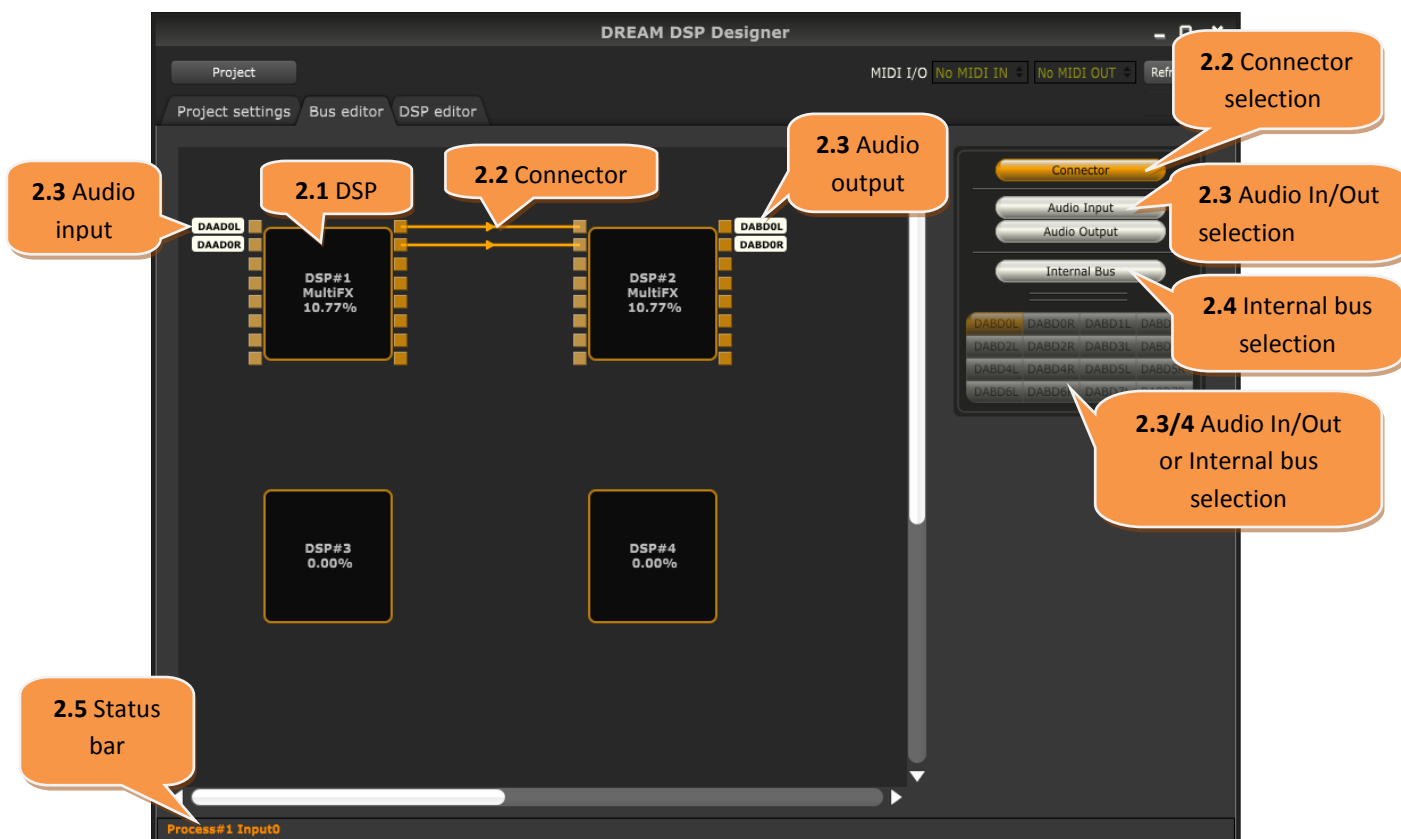 DREAM DSP Designer
Project
MIDI I/O No MIDI IN No MIDI OUT
2.2 Connector
selection
Project settings Bus editor DSP editor
2.3 Audio
input
2.1 DSP
2.2 Connector
2.3 Audio
output
Connector
Audio Input
Audio Output
2.3 Audio In/Out
selection
Internal Bus
2.4 Internal bus
selection
DAAD0L
DAAD0R
DABD0L
DABD0R
DSP#1
MultiFX
10.77%
DSP#2
MultiFX
10.77%
DABD0L DABD0R DABD1L
DABD2L DABD2R DABD3L
DABD4L DABD4R DABD5L DABD5R
DABD6L
2.3/4 Audio In/Out
or Internal bus
selection
DSP#3
0.00%
DSP#4
0.00%
2.5 Status
bar
Process#1 Input0